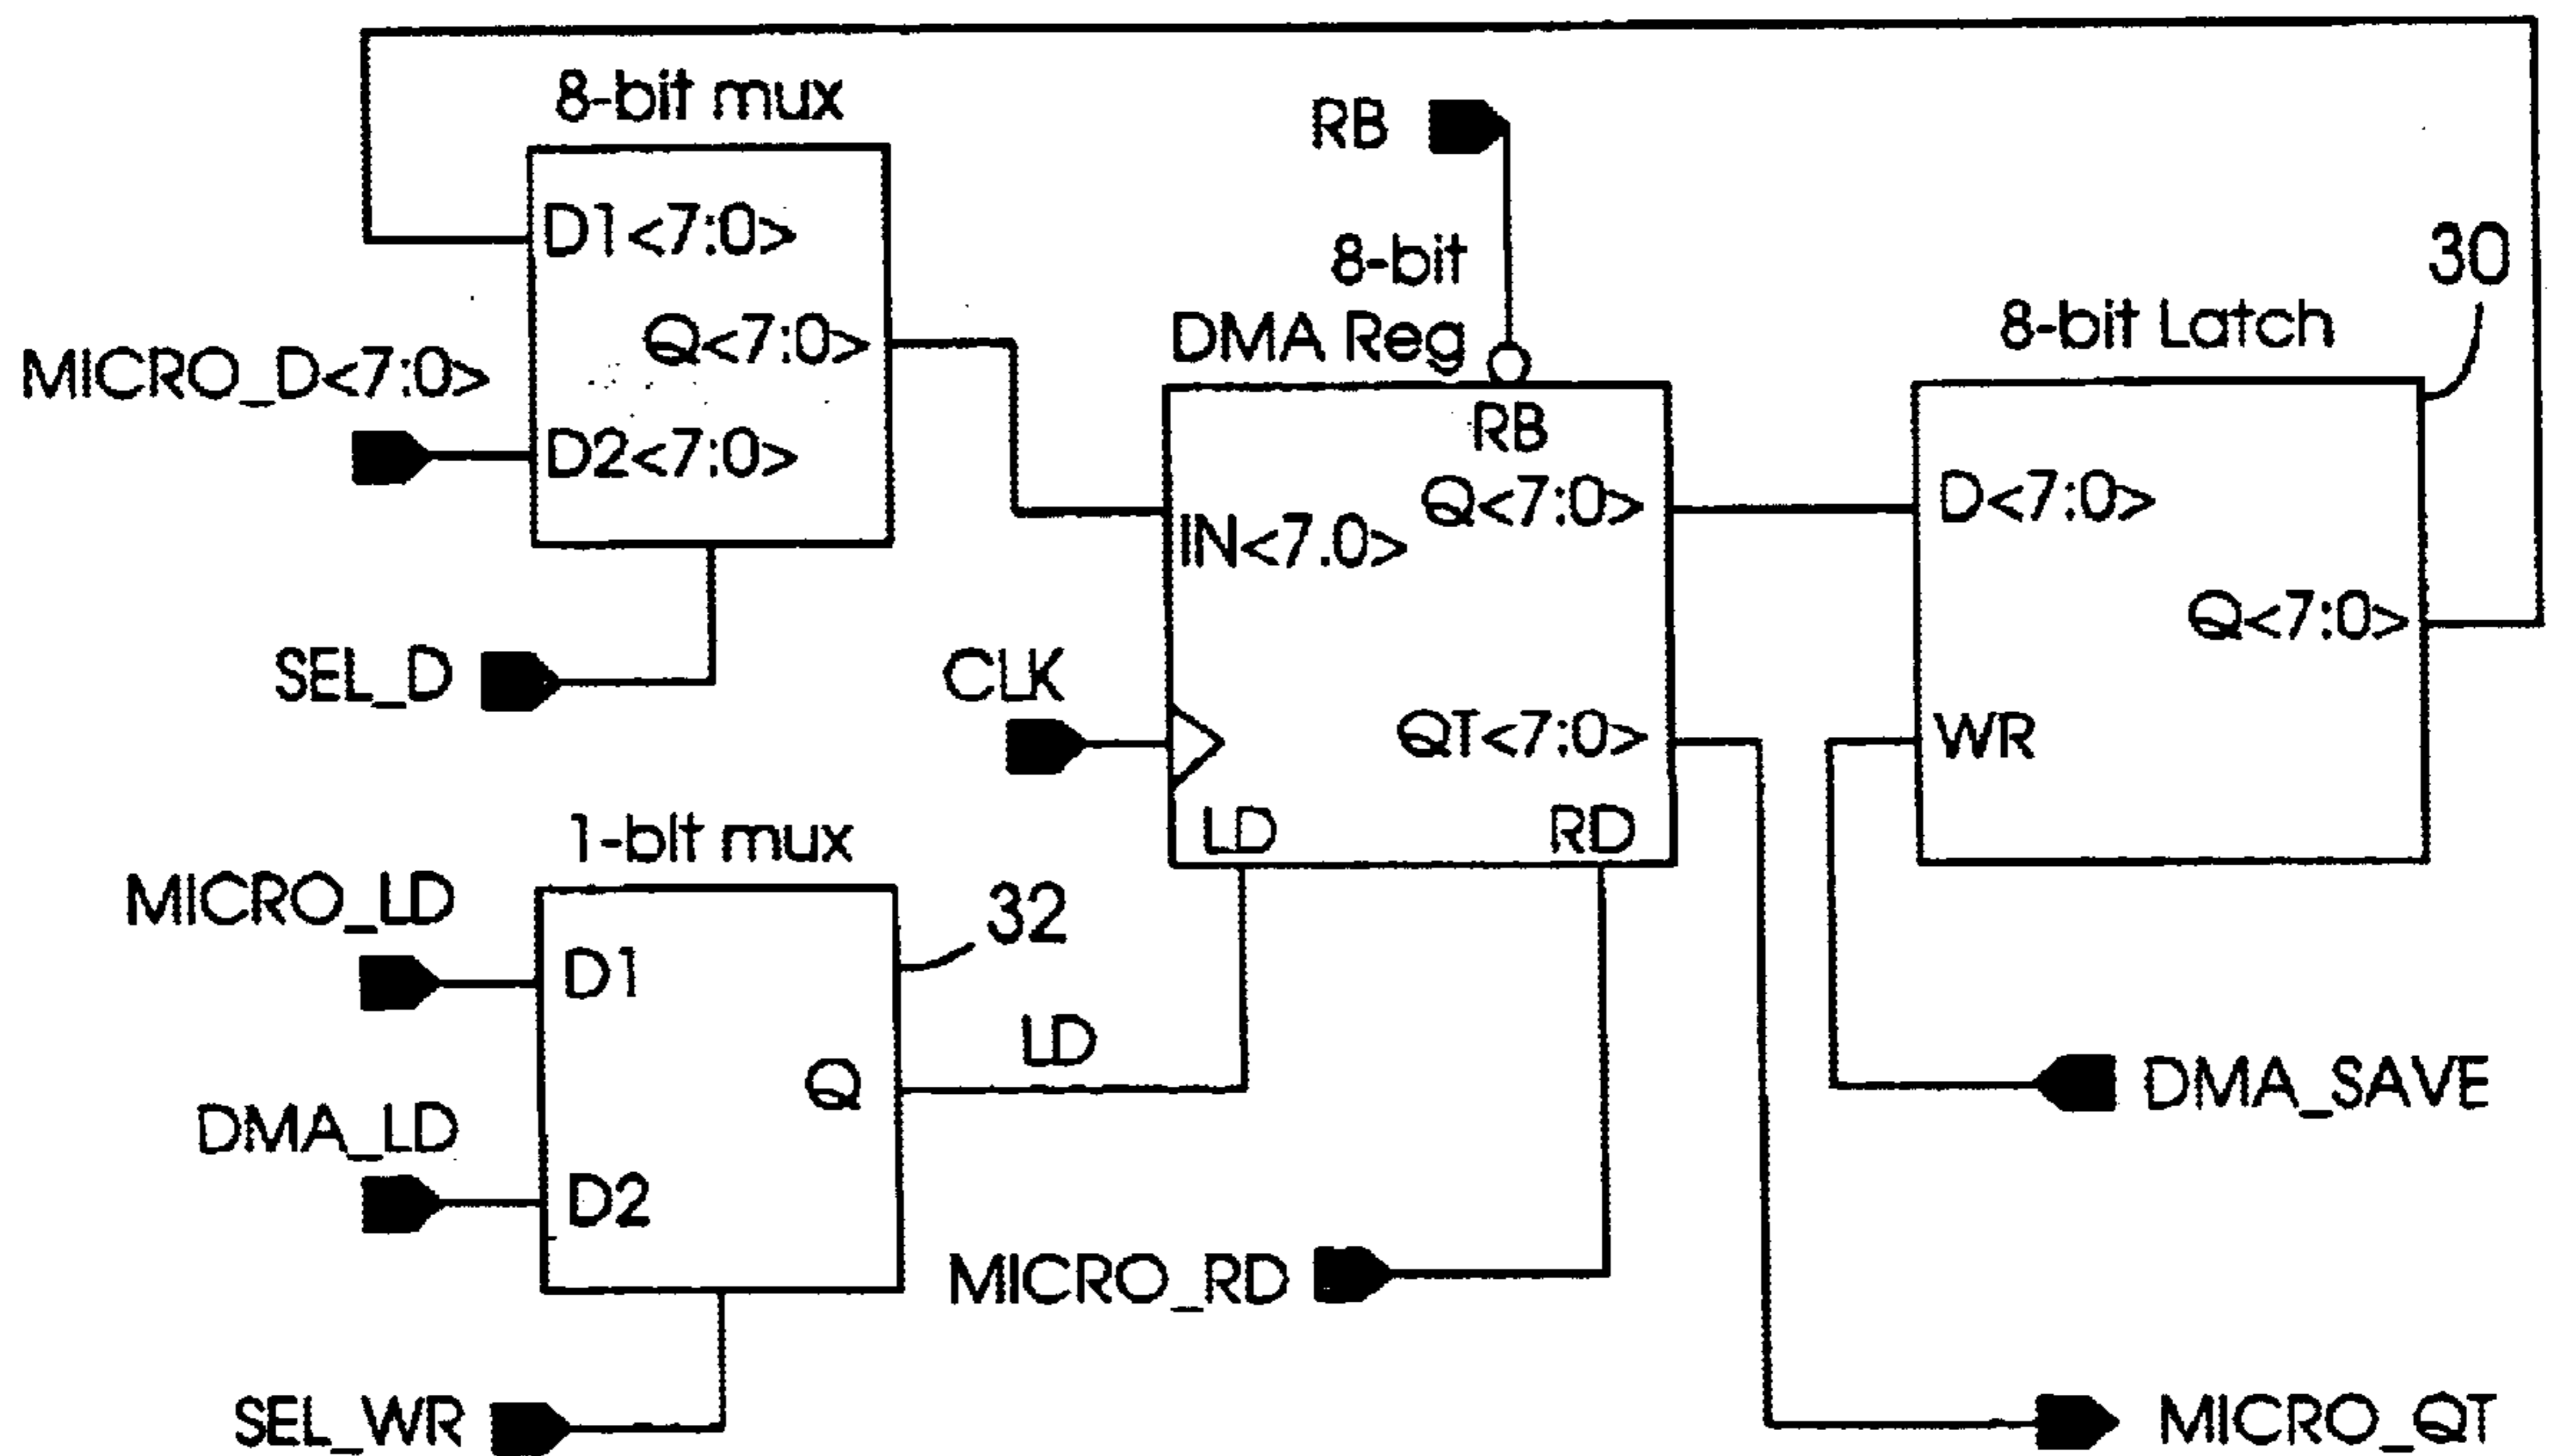 8-bit mux
D1<7:0>
Q<7:0>
MICRO_D<7:0>
D2<7:0>
SEL_D
RB
8-bit
DMA Reg
RB
Q<7:0>
IN<7.0>
CLK
QT<7:0>
LD
RD
30
8-bit Latch
D<7:0>
Q<7:0>
WR
1-bit mux
MICRO_LD
D1
32
LD
Q
DMA_LD
D2
MICRO_RD
SEL_WR
DMA_SAVE
MICRO_QT